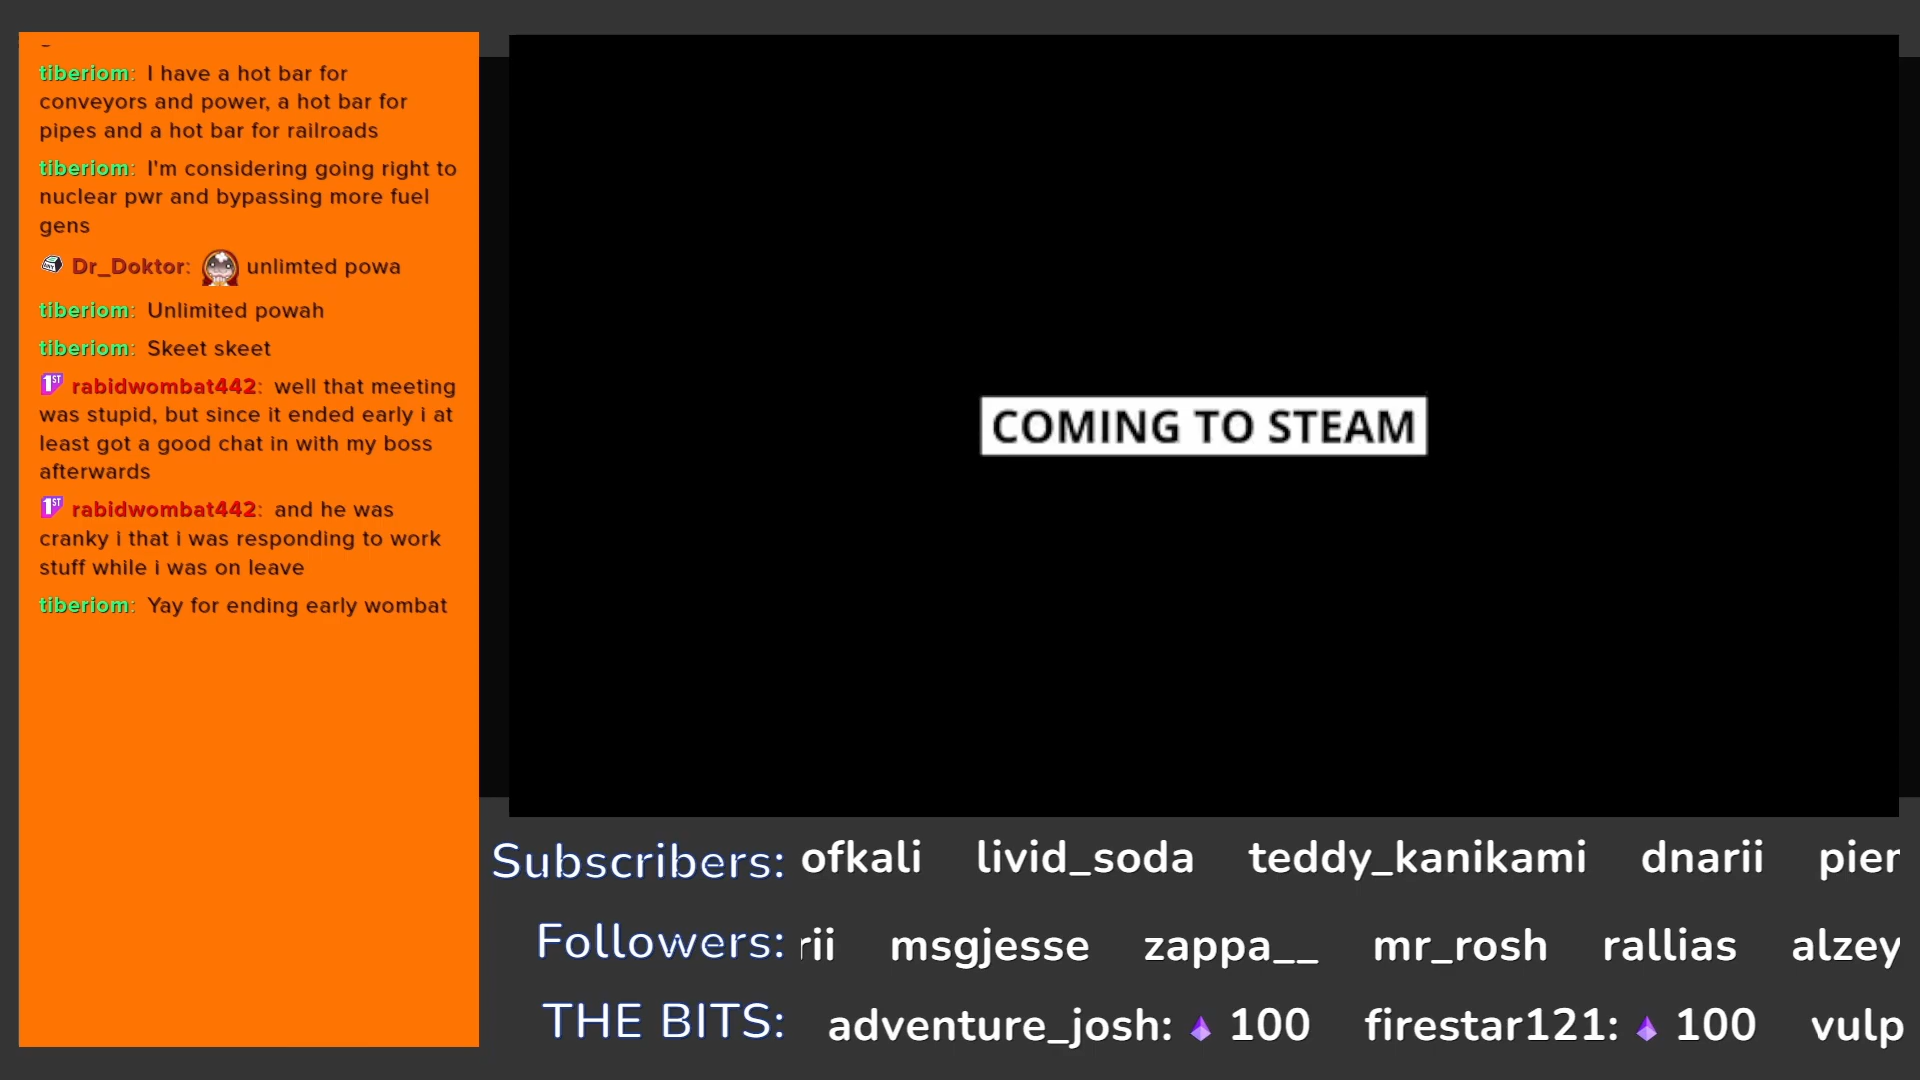 tiberiom: I have a hot bar for
conveyors and power, a hot bar for
pipes and a hot bar for railroads
tiberiom: I'm considering going right to
nuclear pwr and bypassing more fuel
gens
Dr_Doktor: unlimted powa
tiberiom: Unlimited powah
tiberiom: Skeet skeet
1ST rabidwombat442: well that meeting
was stupid, but since it ended early i at
least got a good chat in with my boss
afterwards
1ST rabidwombat442: and he was
cranky i that i was responding to work
stuff while i was on leave
tiberiom: Yay for ending early wombat
COMING TO STEAM
Subscribers: ofkali livid_soda teddy_kanikami dnarii pier
Followers: rii msgjesse zappa__ mr_rosh rallias alzey
THE BITS: adventure_josh: 100 firestar121: 100 vulp